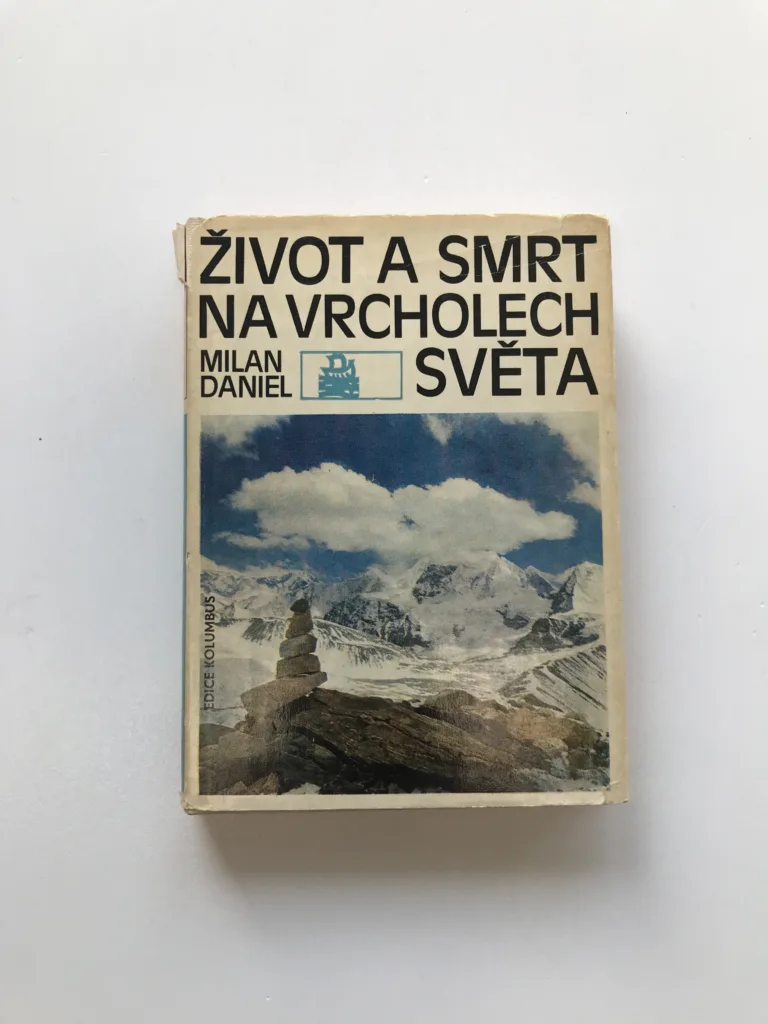 ŽIVOT A SMRT
NA VRCHOLECH
MILAN
DANIEL
SVĚTA
EDICE KOLUMBUS